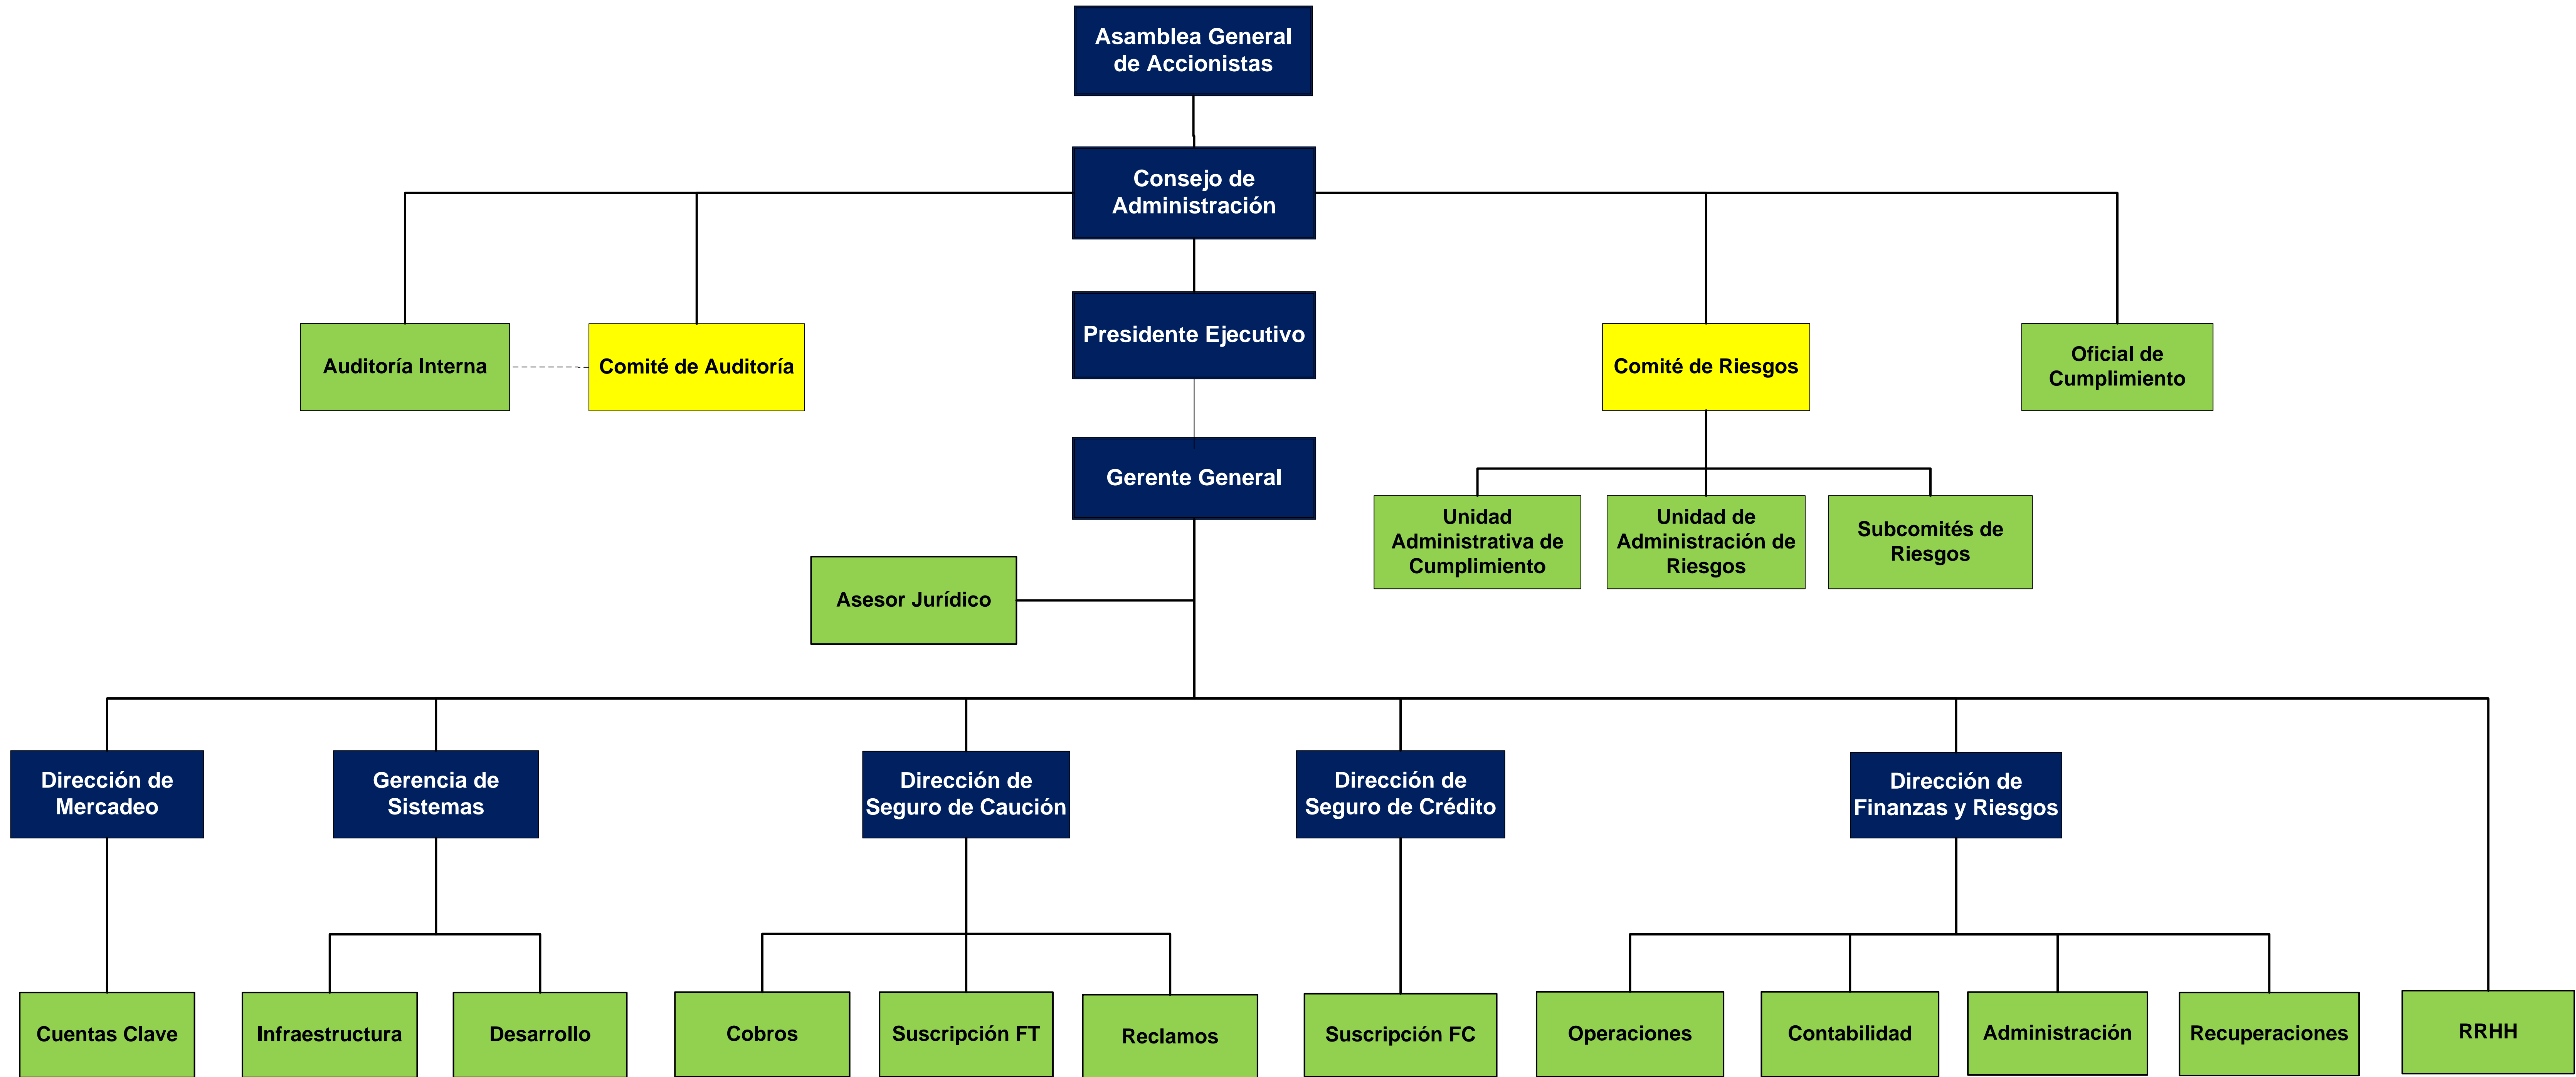 Asamblea General
de Accionistas
Consejo de
Administración
Presidente Ejecutivo
Auditoría Interna
Comité de Auditoría
Comité de Riesgos
Oficial de
Cumplimiento
Gerente General
Unidad
Administrativa de
Cumplimiento
Unidad de
Administración de
Riesgos
Subcomités de
Riesgos
Asesor Jurídico
Dirección de
Mercadeo
Gerencia de
Sistemas
Dirección de
Seguro de Caución
Dirección de
Seguro de Crédito
Dirección de
Finanzas y Riesgos
Cuentas Clave
Infraestructura
Desarrollo
Cobros
Suscripción FT
Reclamos
Suscripción FC
Operaciones
Contabilidad
Administración
Recuperaciones
RRHH